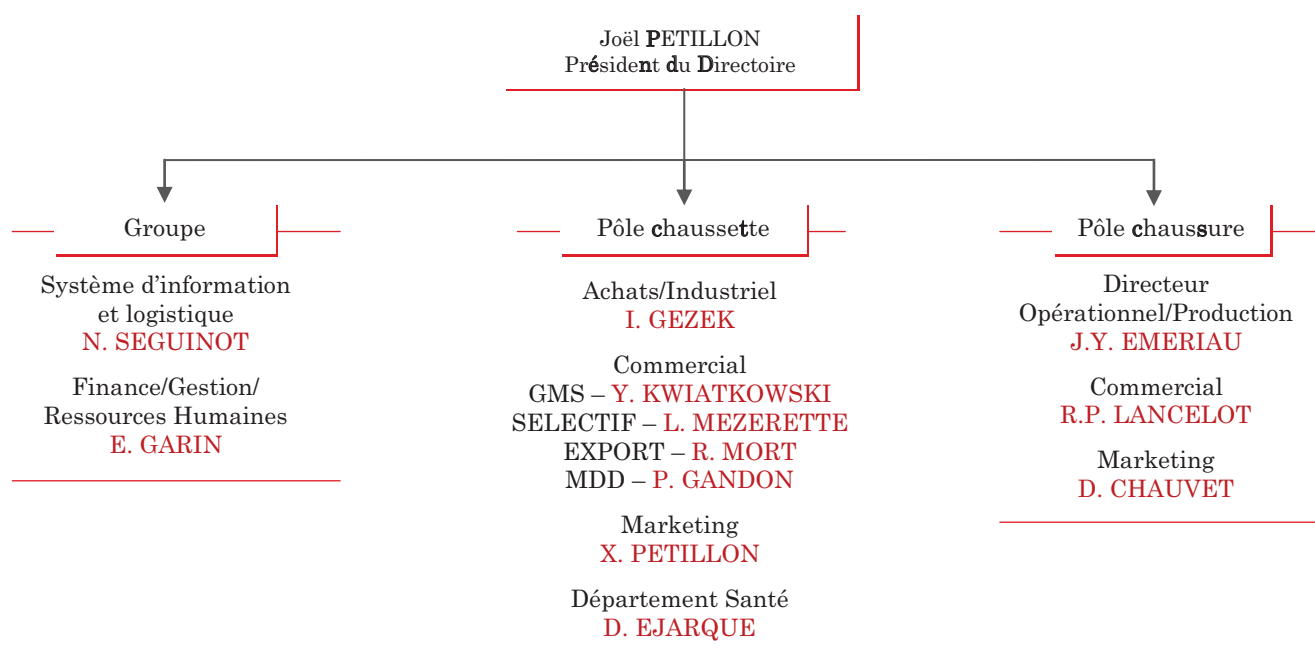 Joël PETILLON
Président du Directoire
Groupe
Système d'information
et logistique
N. SEGUINOT
Finance/Gestion/
Ressources Humaines
E. GARIN
Pôle chaussette
Achats/Industriel
I. GEZEK
Commercial
GMS – Y. KWIATKOWSKI
SELECTIF – L. MEZERETTE
EXPORT – R. MORT
MDD – P. GANDON
Marketing
X. PETILLON
Département Santé
D. EJARQUE
Pôle chaussure
Directeur
Opérationnel/Production
J.Y. EMERIAU
Commercial
R.P. LANCELOT
Marketing
D. CHAUVET